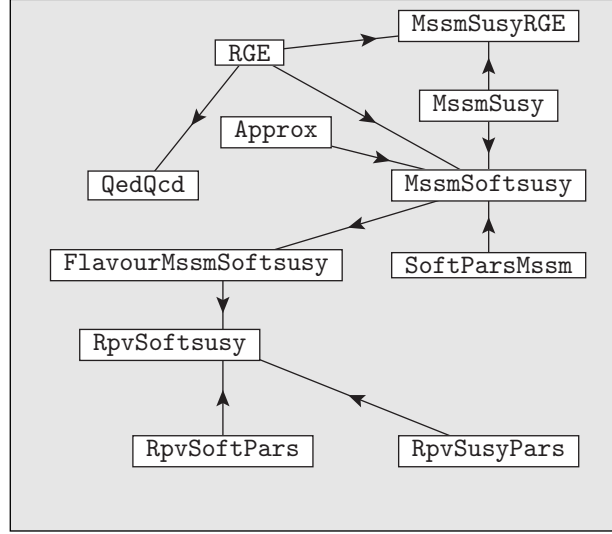 MssmSusyRGE
RGE
MssmSusy
Approx
QedQcd
MssmSoftsusy
FlavourMssmSoftsusy
SoftParsMssm
RpvSoftsusy
RpvSoftPars
RpvSusyPars